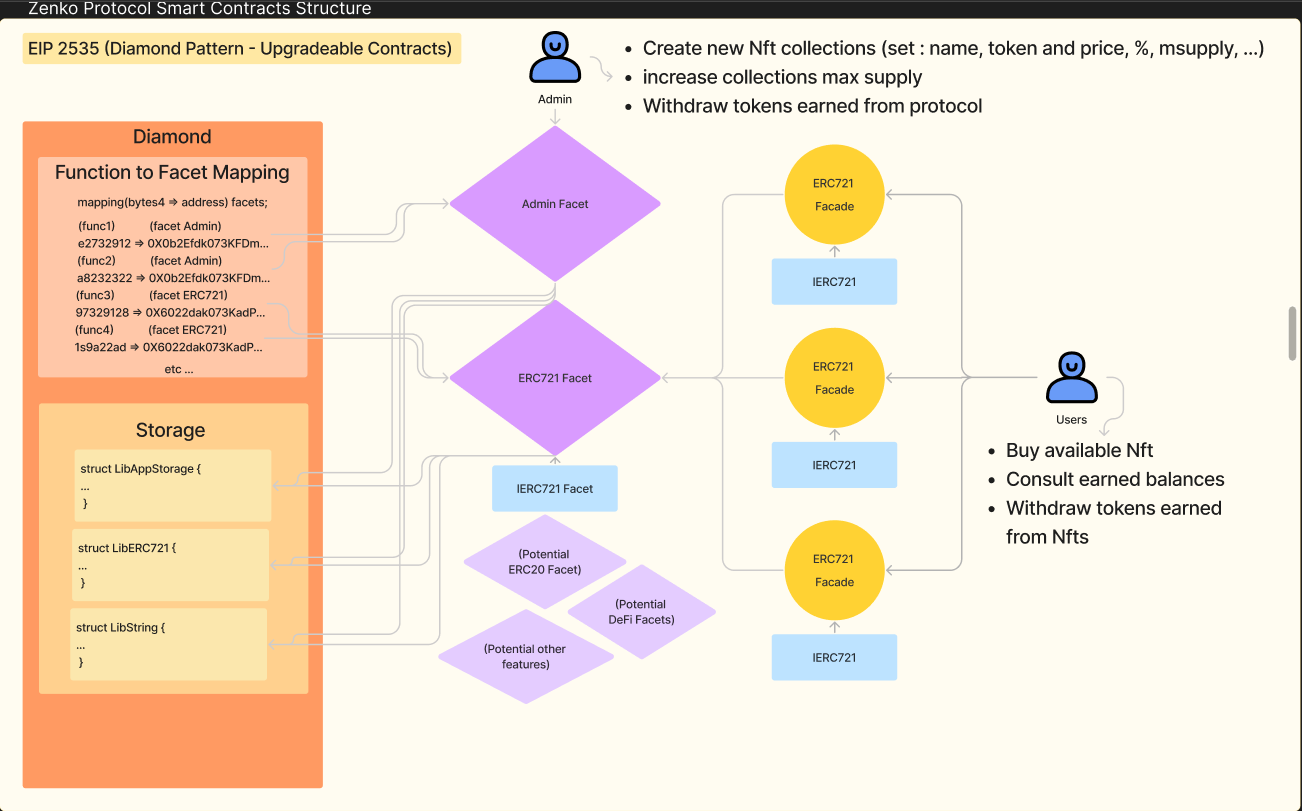 Zenko Protocol Smart Contracts Structure
EIP 2535 (Diamond Pattern - Upgradeable Contracts)
Admin
• Create new Nft collections (set : name, token and price, %, msupply, ...)
• increase collections max supply
• Withdraw tokens earned from protocol
Diamond
Function to Facet Mapping
mapping(bytes4 => address) facets;
(func1) (facet Admin)
e2732912 => 0X0b2Efdk073KFDm...
(func2) (facet Admin)
a8232322 => 0X0b2Efdk073KFDm...
(func3) (facet ERC721)
97329128 => 0X6022dak073KadP...
(func4) (facet ERC721)
1s9a22ad => 0X6022dak073KadP...
etc ...
Storage
struct LibAppStorage {
...
}
struct LibERC721 {
...
}
struct LibString {
...
}
Admin Facet
ERC721 Facet
IERC721 Facet
(Potential
ERC20 Facet)
(Potential
DeFi Facets)
(Potential other
features)
ERC721
Facade
IERC721
ERC721
Facade
IERC721
ERC721
Facade
IERC721
Users
• Buy available Nft
• Consult earned balances
• Withdraw tokens earned
from Nfts